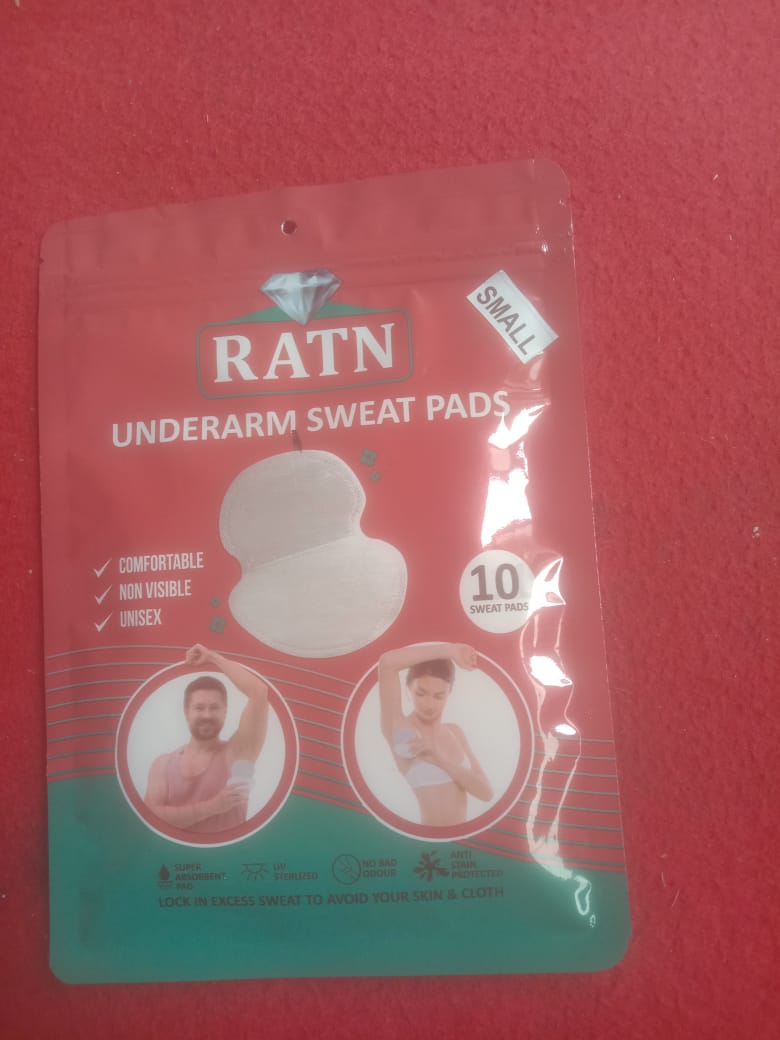 RATN
SMALL
UNDERARM SWEAT PADS
COMFORTABLE
NON VISIBLE
UNISEX
10
SWEAT PADS
SUPER
ABSORBENT
PAD
UV
STERILIZED
NO BAD
ODOUR
ANTI
STAIN
PROTECTED
LOCK IN EXCESS SWEAT TO AVOID YOUR SKIN & CLOTH